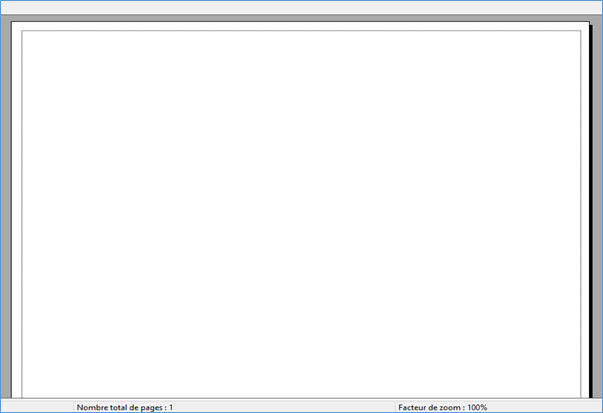 Nombre total de pages : 1
Facteur de zoom : 100%